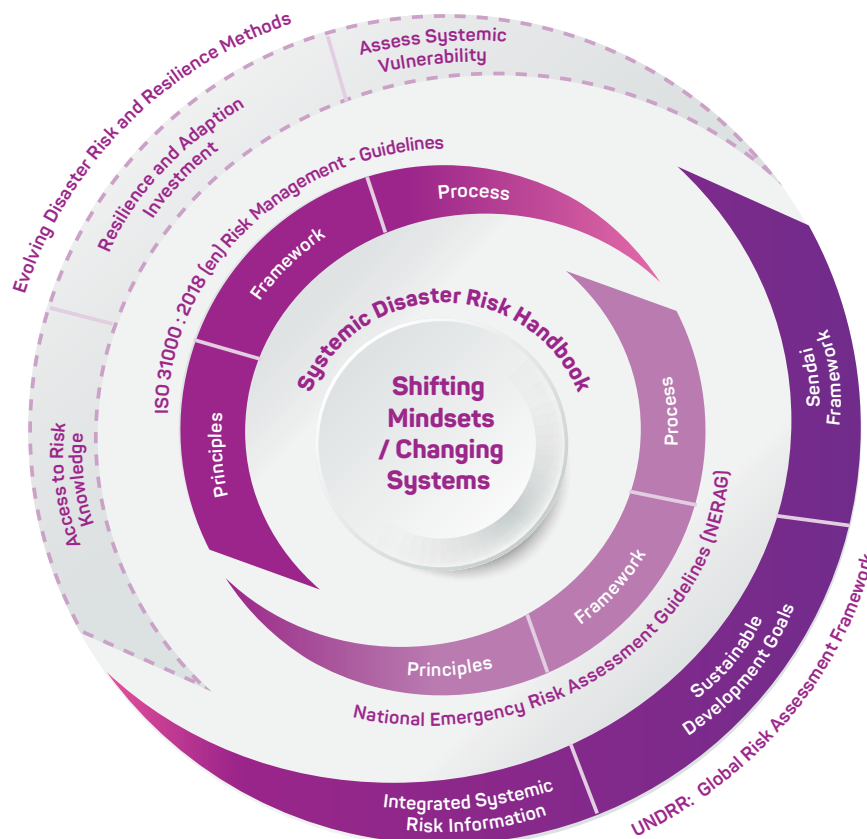 Evolving Disaster Risk and Resilience Methods
Assess Systemic
Vulnerability
Resilience and Adaption
Investment
Access to Risk
Knowledge
ISO 31000 : 2018 (en) Risk Management - Guidelines
Process
Framework
Principles
Systemic Disaster Risk Handbook
Shifting
Mindsets
/ Changing
Systems
Process
Framework
Principles
National Emergency Risk Assessment Guidelines (NERAG)
Sendai
Framework
Sustainable
Development Goals
Integrated Systemic
Risk Information
UNDRR: Global Risk Assessment Framework